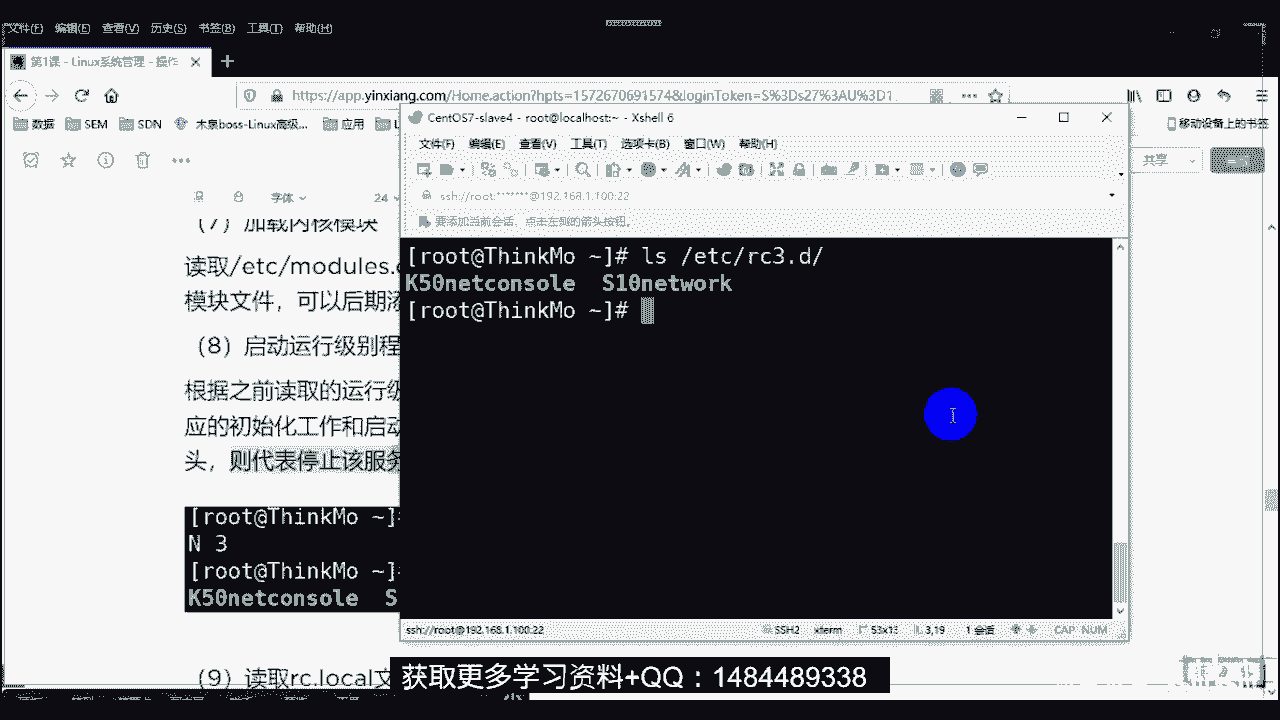 文件(F) 编辑(E) 查看(V) 历史(S) 书签(B) 工具(T) 帮助(H)
第1课 - Linux系统管理 - 操作
https://app.yinxiang.com/Home.action?hpts=1572670691574&loginToken=S%3Ds27%3AU%3D1
数据 SEM SDN 木泉boss-Linux高级... 应用
移动设备上的书签
共享
字体 24
(7) 加载内核模块
读取/etc/modules.
模块文件，可以后期
(8) 启动运行级别程
根据之前读取的运行级
应的初始化工作和启
头，则代表停止该服务
[root@ThinkMo ~]
N 3
[root@ThinkMo ~]
K50netconsole S
(9) 读取rc.local文
CentOS7-slave4 - root@localhost:~ - Xshell 6
文件(F) 编辑(E) 查看(V) 工具(T) 选项卡(B) 窗口(W) 帮助(H)
ssh://root:*******@192.168.1.100:22
要添加当前会话，点击左侧的箭头按钮。
[root@ThinkMo ~]# ls /etc/rc3.d/
K50netconsole S10network
[root@ThinkMo ~]#
ssh://root@192.168.1.100:22 SSH2 xterm 53x13 3,19 1 会话 CAP NUM
获取更多学习资料+QQ：1484489338